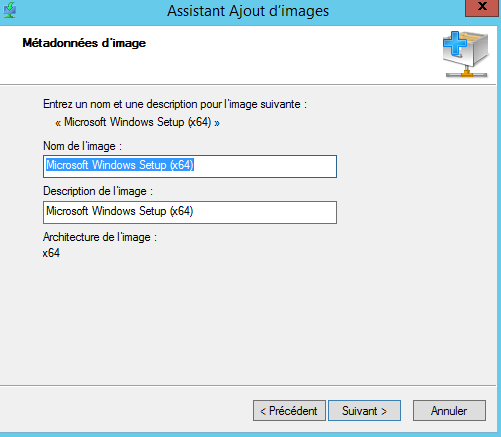 Assistant Ajout d'images
x
Métadonnées d'image
Entrez un nom et une description pour l'image suivante :
« Microsoft Windows Setup (x64) »
Nom de l'image :
Microsoft Windows Setup (x64)
Description de l'image :
Microsoft Windows Setup (x64)
Architecture de l'image :
x64
< Précédent
Suivant >
Annuler